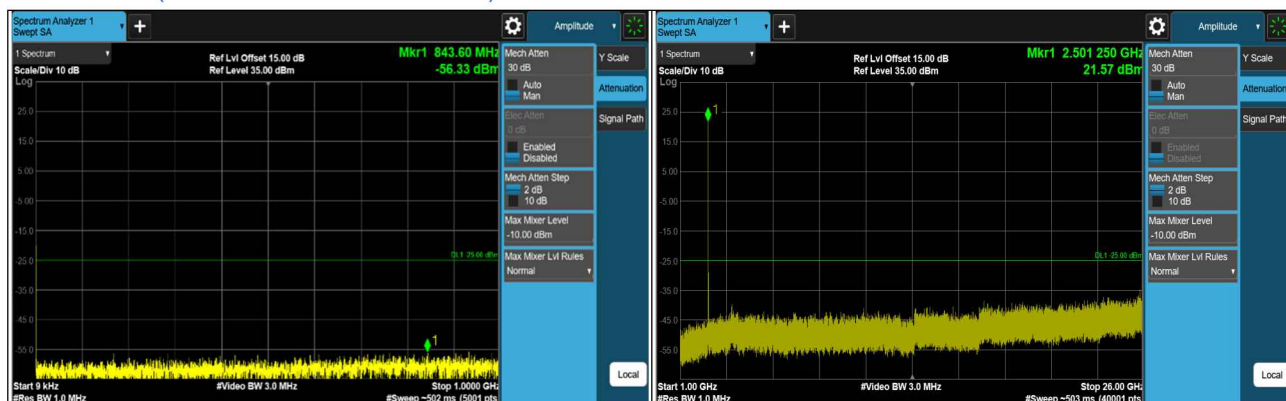 Spectrum Analyzer 1
Swept SA
+
Amplitude
1 Spectrum
Scale/Div 10 dB
Log
Ref Lvl Offset 15.00 dB
Ref Level 35.00 dBm
Mkr1 843.60 MHz
-56.33 dBm
25.0
15.0
5.00
-5.00
-15.0
-25.0
-35.0
-45.0
-55.0
1
Start 9 kHz
#Res BW 1.0 MHz
#Video BW 3.0 MHz
Stop 1.0000 GHz
#Sweep ~502 ms (5001 pts)
Mech Atten
30 dB
Auto
Man
Elec Atten
0 dB
Enabled
Disabled
Mech Atten Step
2 dB
10 dB
Max Mixer Level
-10.00 dBm
Max Mixer Lvl Rules
Normal
Y Scale
Attenuation
Signal Path
Local
Spectrum Analyzer 1
Swept SA
+
Amplitude
1 Spectrum
Scale/Div 10 dB
Log
Ref Lvl Offset 15.00 dB
Ref Level 35.00 dBm
Mkr1 2.501 250 GHz
21.57 dBm
1
25.0
15.0
5.00
-5.00
-15.0
DL1 -25.00 dBm
-25.0
-35.0
-45.0
-55.0
Start 1.00 GHz
#Res BW 1.0 MHz
#Video BW 3.0 MHz
Stop 26.00 GHz
#Sweep ~503 ms (40001 pts)
Mech Atten
30 dB
Auto
Man
Elec Atten
0 dB
Enabled
Disabled
Mech Atten Step
2 dB
10 dB
Max Mixer Level
-10.00 dBm
Max Mixer Lvl Rules
Normal
Y Scale
Attenuation
Signal Path
Local